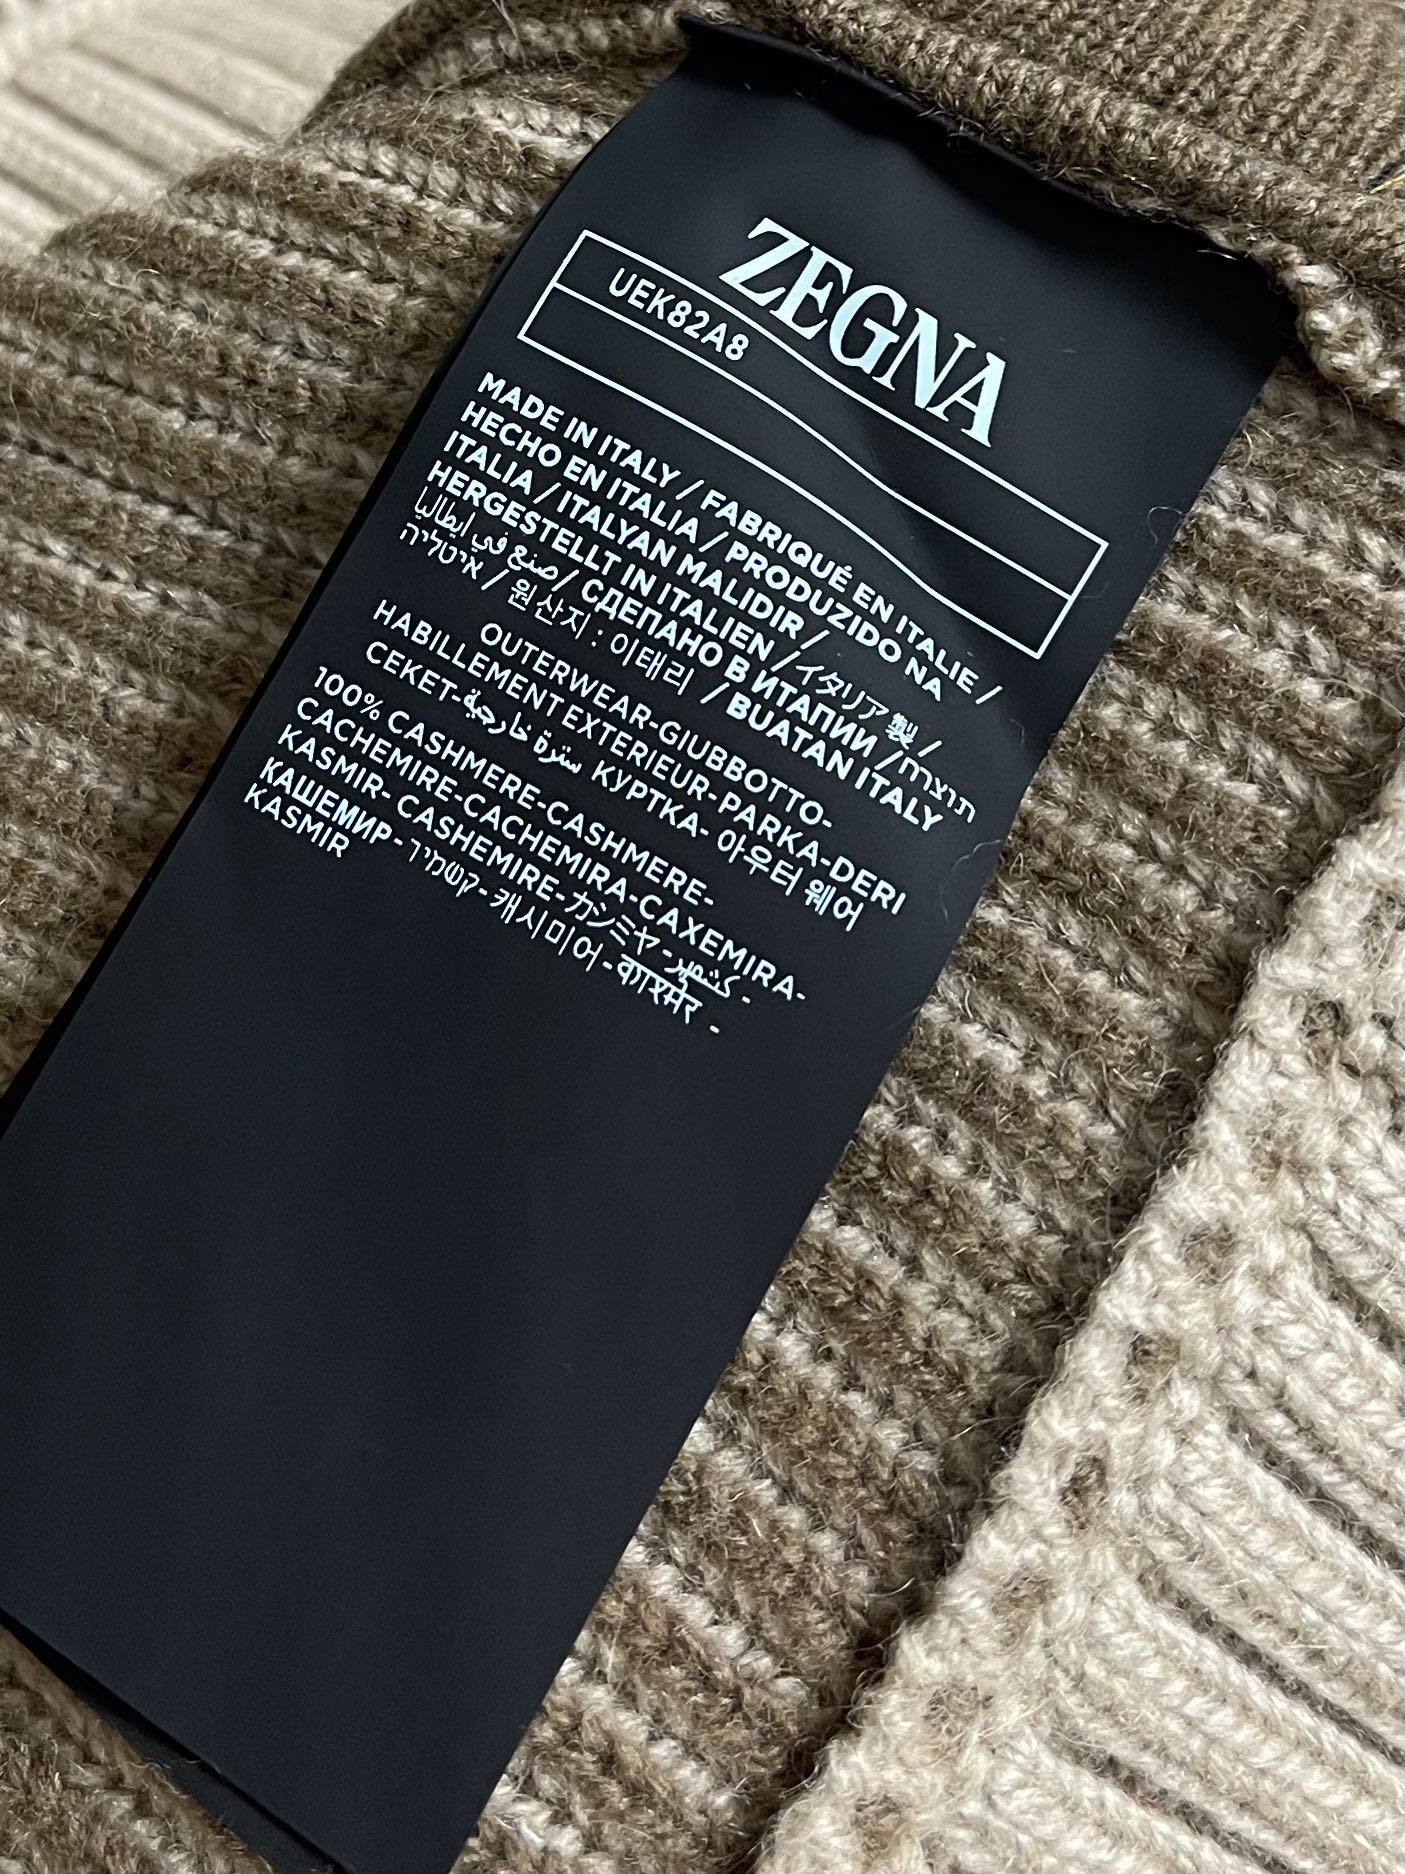 ZEGNA
UEK82A8
MADE IN ITALY / FABRIQUÉ EN ITALIE /
HECHO EN ITALIA / PRODUZIDO NA
ITALIA / ITALYAN MALIDIR /
HERGESTELLT IN ITALIEN / イタリア製 /
صنع في إيطاليا / СДЕПАНО В ИТАПИИ / תוצרת
איטליה / 원산지 : 이태리 / BUATAN ITALY
OUTERWEAR-GIUBBOTTO-
HABILLEMENT EXTERIEUR-PARKA-DERI
CEKET-سترة خارجية КУРТКА- 아우터 웨어
100% CASHMERE-CASHMERE-
CACHEMIRE-CACHEMIRA-CAXEMIRA-
KASMIR- CASHEMIRE-カシミヤ-كشمير -
КАШЕМИР - קשמיר- 캐시미어 - कश्मीर -
KASMIR